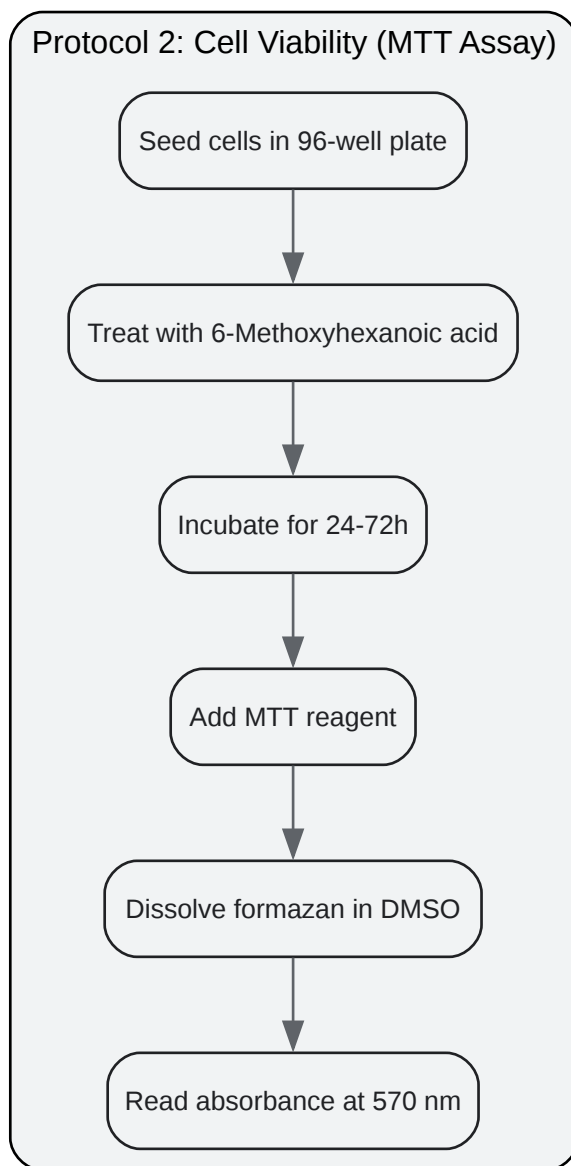 Protocol 2: Cell Viability (MTT Assay)
Seed cells in 96-well plate
Treat with 6-Methoxyhexanoic acid
Incubate for 24-72h
Add MTT reagent
Dissolve formazan in DMSO
Read absorbance at 570 nm